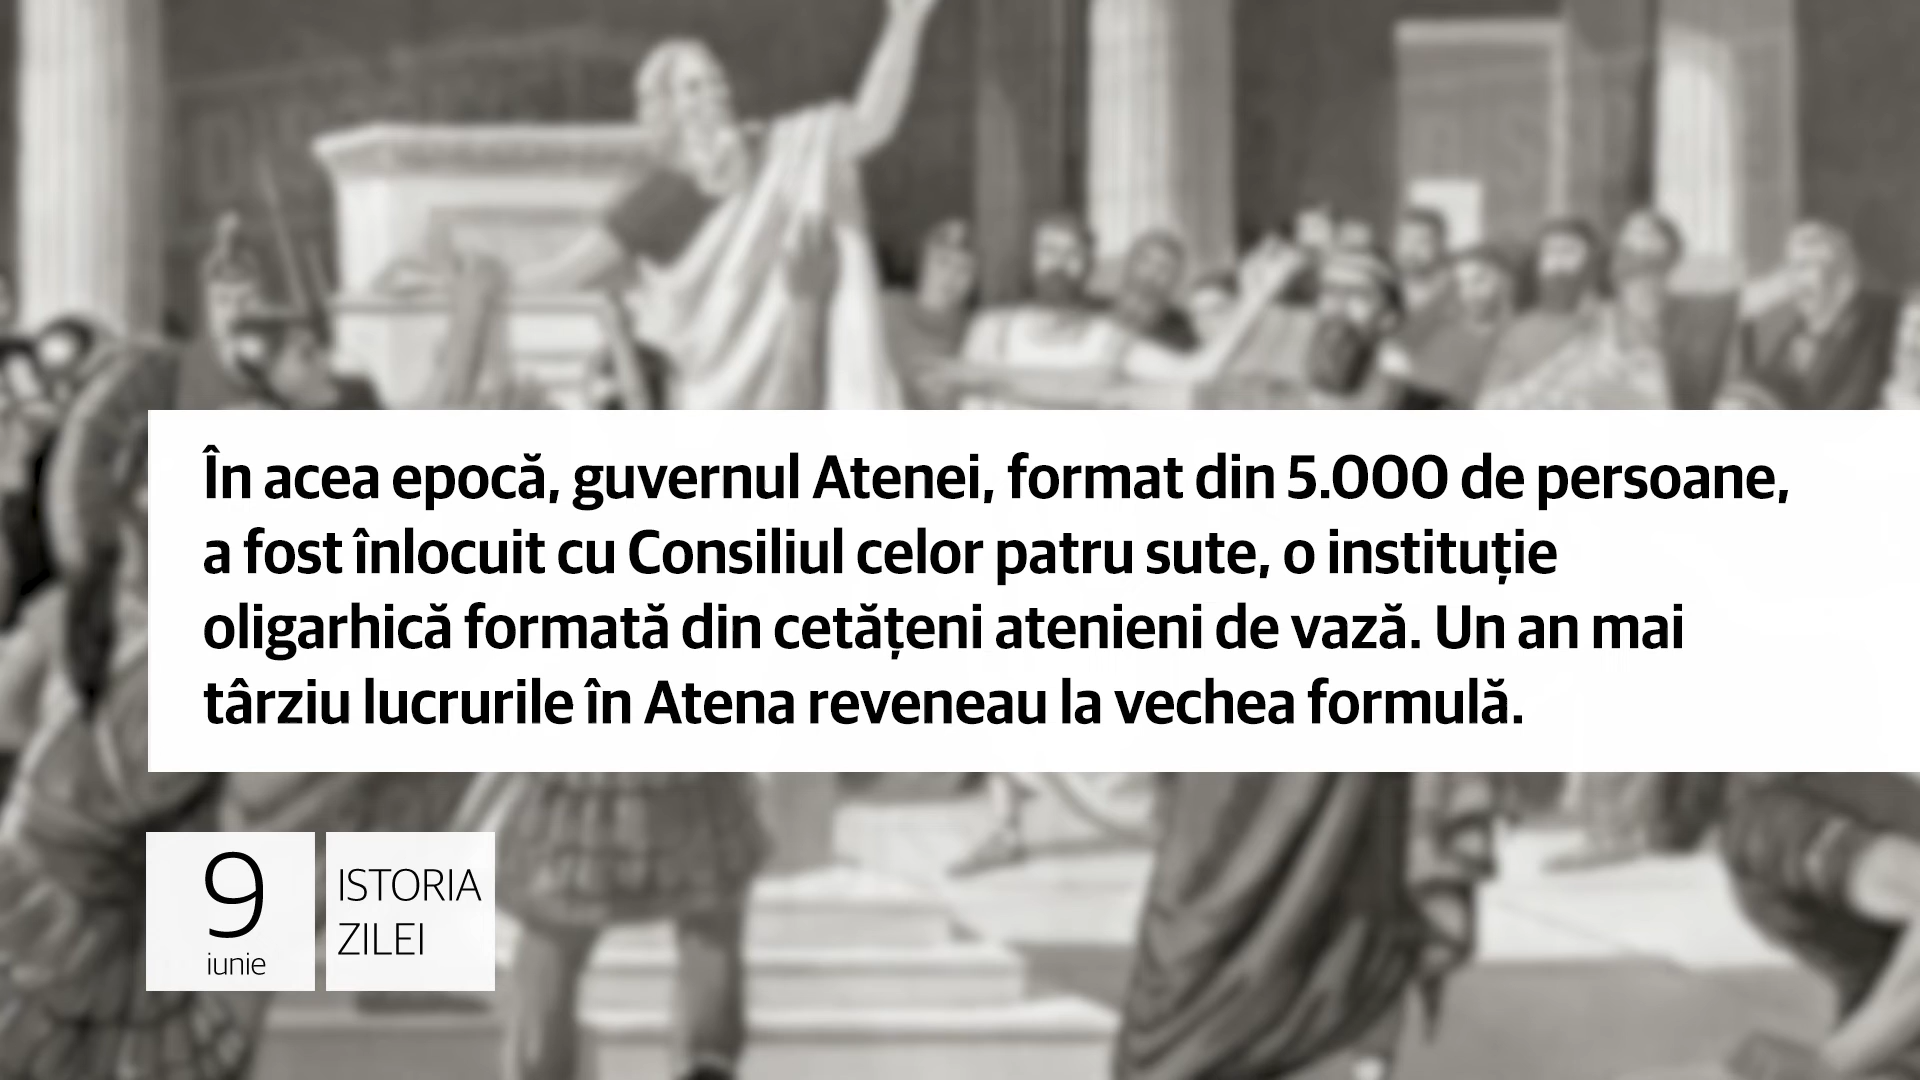 În acea epocă, guvernul Atenei, format din 5.000 de persoane,
a fost înlocuit cu Consiliul celor patru sute, o instituție
oligarhică formată din cetățeni atenieni de vază. Un an mai
târziu lucrurile în Atena reveneau la vechea formulă.
9
iunie
ISTORIA
ZILEI